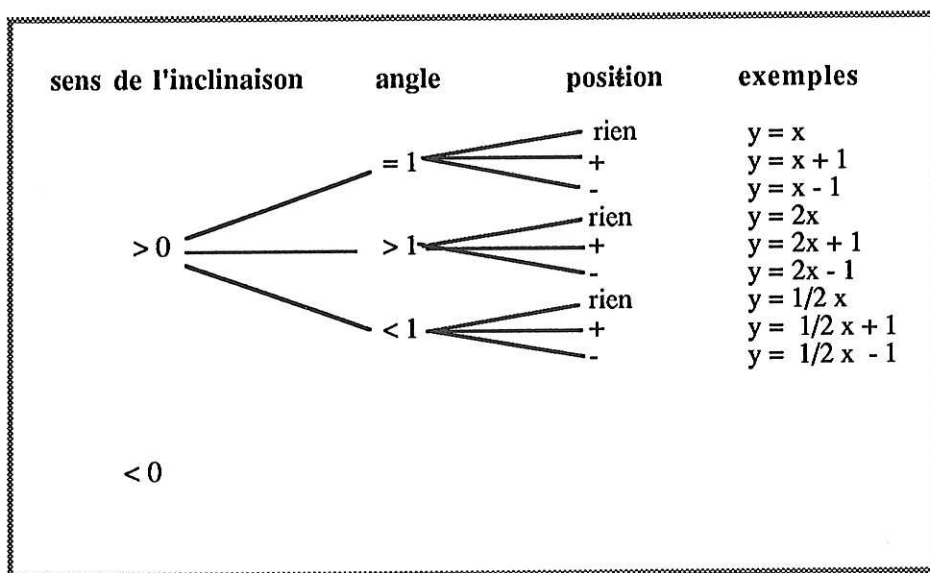 sens de l'inclinaison angle position exemples
rien y = x
= 1 + y = x + 1
- y = x - 1
rien y = 2x
> 0 > 1 + y = 2x + 1
- y = 2x - 1
rien y = 1/2 x
< 1 + y = 1/2 x + 1
- y = 1/2 x - 1
< 0